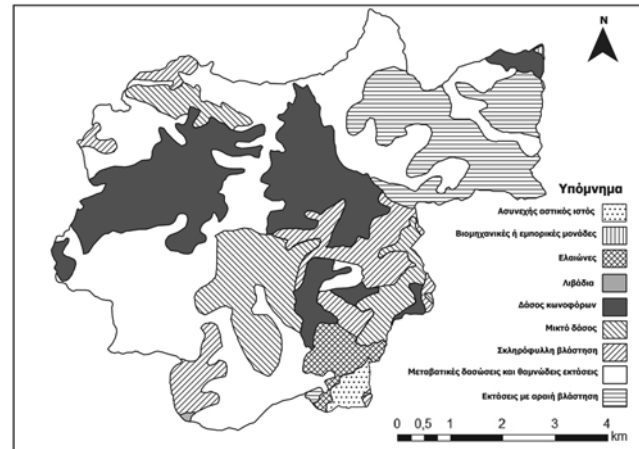 N
Υπόμνημα
Ασυνεχής αστικός ιστός
Βιομηχανικές ή εμπορικές μονάδες
Ελαιώνες
Λιβάδια
Δάσος κωνοφόρων
Μικτό δάσος
Σκληρόφυλλη βλάστηση
Μεταβατικές δασώσεις και θαμνώδεις εκτάσεις
Εκτάσεις με αραιή βλάστηση
0 0,5 1 2 3 4
km